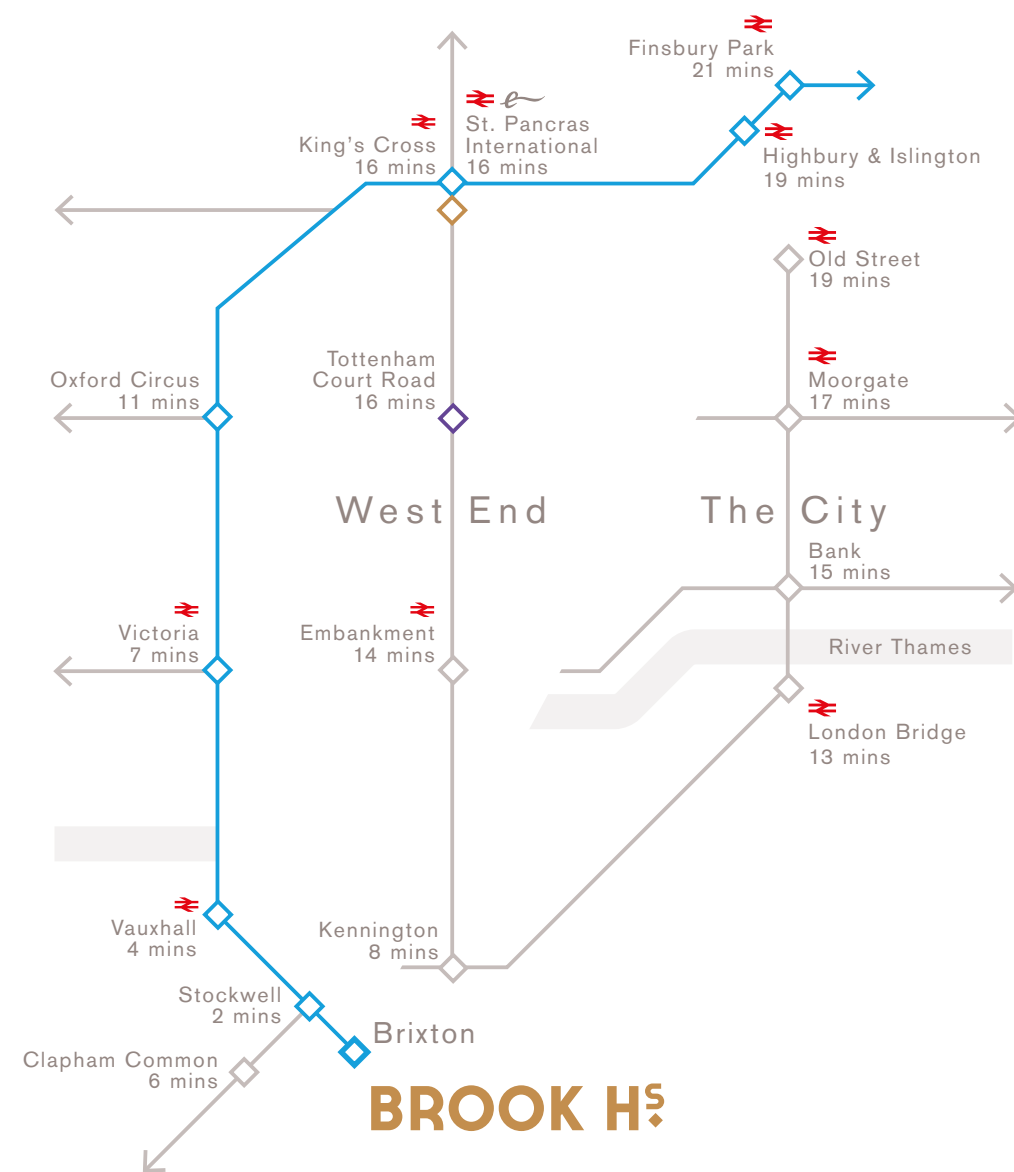 Finsbury Park
21 mins
King's Cross
16 mins
St. Pancras
International
16 mins
Highbury & Islington
19 mins
Old Street
19 mins
Oxford Circus
11 mins
Tottenham
Court Road
16 mins
Moorgate
17 mins
West End
The City
Bank
15 mins
Victoria
7 mins
Embankment
14 mins
River Thames
London Bridge
13 mins
Vauxhall
4 mins
Kennington
8 mins
Stockwell
2 mins
Brixton
Clapham Common
6 mins
BROOK HS